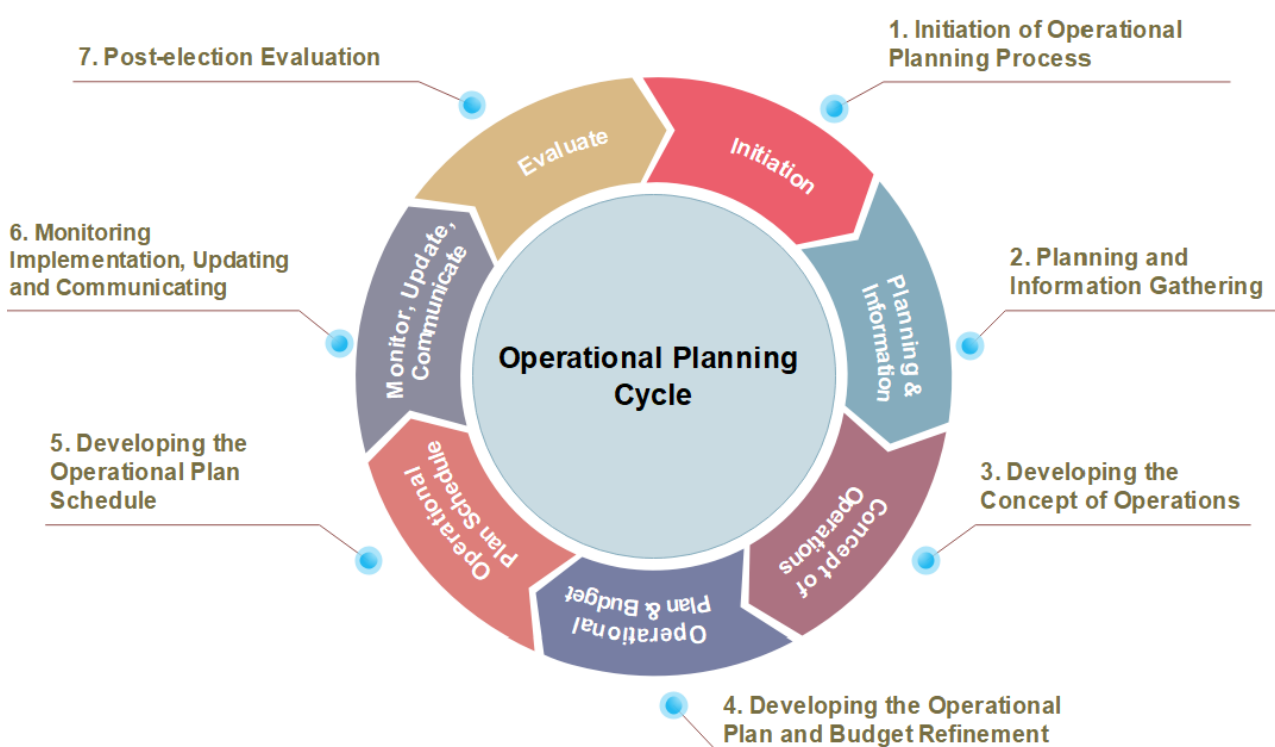 1. Initiation of Operational
Planning Process
2. Planning and
Information Gathering
3. Developing the
Concept of Operations
4. Developing the Operational
Plan and Budget Refinement
5. Developing the
Operational Plan
Schedule
6. Monitoring
Implementation, Updating
and Communicating
7. Post-election Evaluation
Initiation
Planning &
Information
Concept of
Operations
Operational
Plan & Budget
Operational
Plan Schedule
Monitor, Update,
Communicate
Evaluate
Operational Planning
Cycle